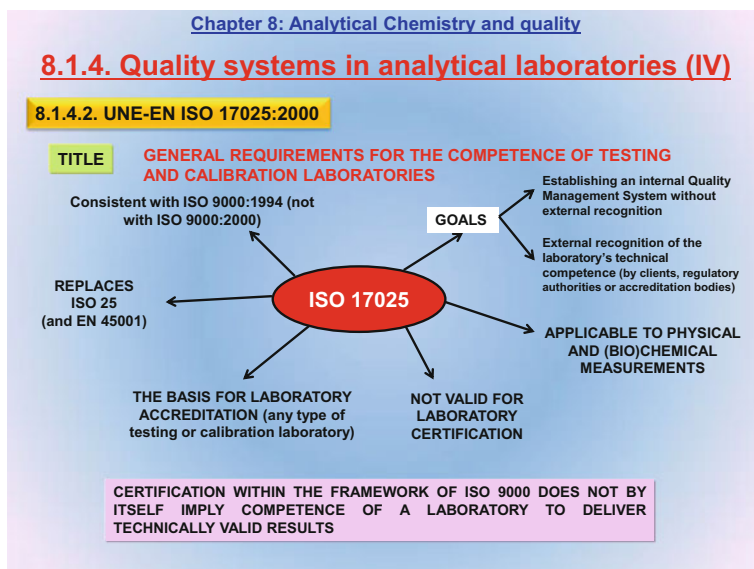 Chapter 8: Analytical Chemistry and quality
8.1.4. Quality systems in analytical laboratories (IV)
8.1.4.2. UNE-EN ISO 17025:2000
TITLE
GENERAL REQUIREMENTS FOR THE COMPETENCE OF TESTING
AND CALIBRATION LABORATORIES
Consistent with ISO 9000:1994 (not
with ISO 9000:2000)
GOALS
Establishing an internal Quality
Management System without
external recognition
External recognition of the
laboratory's technical
competence (by clients, regulatory
authorities or accreditation bodies)
REPLACES
ISO 25
(and EN 45001)
ISO 17025
APPLICABLE TO PHYSICAL
AND (BIO)CHEMICAL
MEASUREMENTS
THE BASIS FOR LABORATORY
ACCREDITATION (any type of
testing or calibration laboratory)
NOT VALID FOR
LABORATORY
CERTIFICATION
CERTIFICATION WITHIN THE FRAMEWORK OF ISO 9000 DOES NOT BY
ITSELF IMPLY COMPETENCE OF A LABORATORY TO DELIVER
TECHNICALLY VALID RESULTS